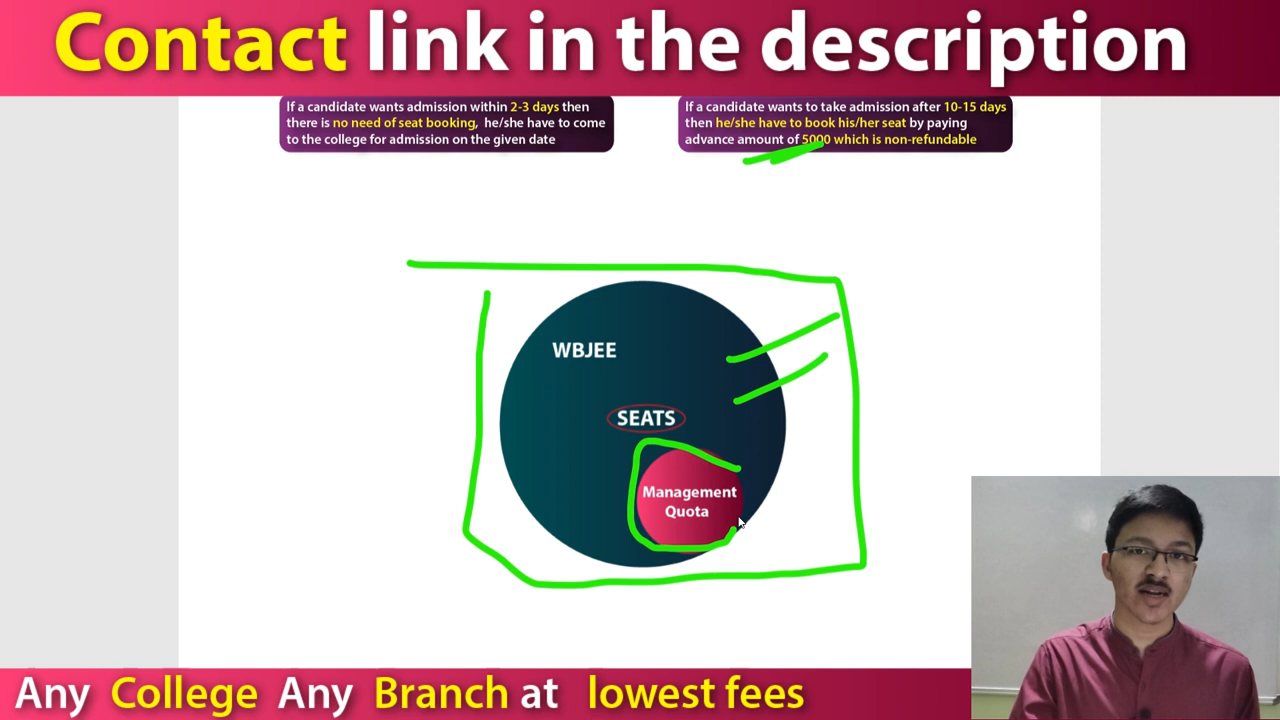 Contact link in the description
If a candidate wants admission within 2-3 days then
there is no need of seat booking, he/she have to come
to the college for admission on the given date
If a candidate wants to take admission after 10-15 days
then he/she have to book his/her seat by paying
advance amount of 5000 which is non-refundable
WBJEE
SEATS
Management
Quota
Any College Any Branch at lowest fees